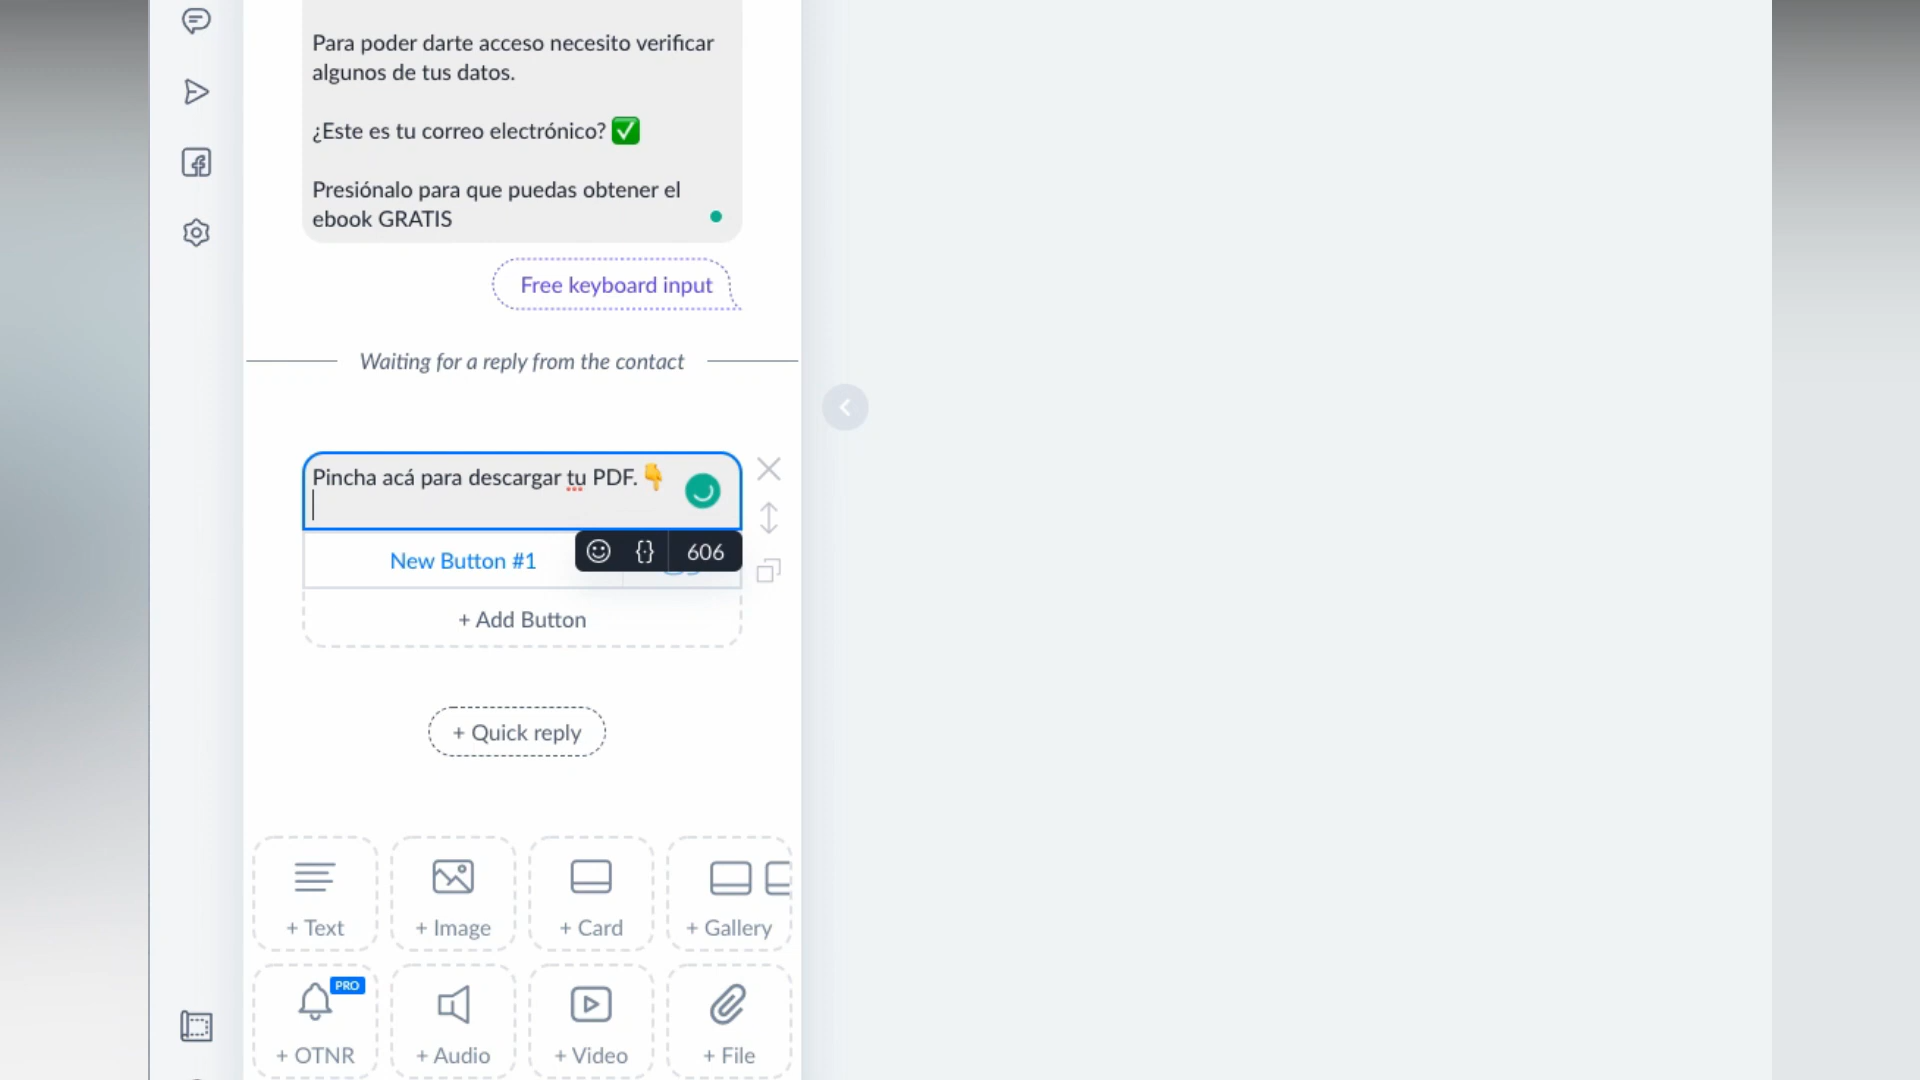 Para poder darte acceso necesito verificar
algunos de tus datos.
¿Este es tu correo electrónico? ✅
Presiónalo para que puedas obtener el
ebook GRATIS
Free keyboard input
Waiting for a reply from the contact
Pincha acá para descargar tu PDF. 👇
606
New Button #1
+ Add Button
+ Quick reply
+ Text
+ Image
+ Card
+ Gallery
PRO
+ OTNR
+ Audio
+ Video
+ File